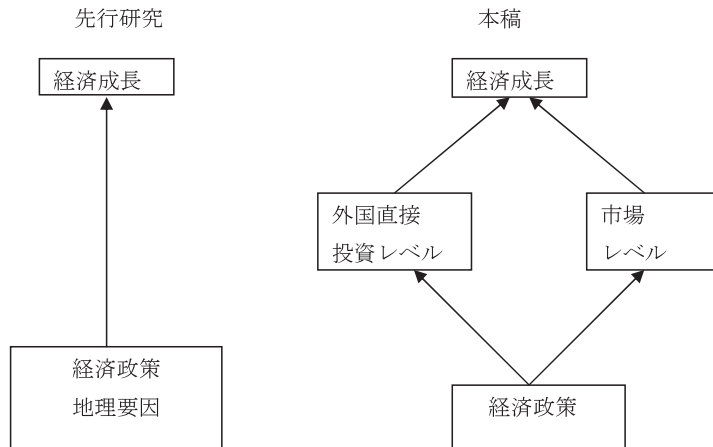 先行研究
経済成長
経済政策
地理要因
本稿
経済成長
外国直接
投資レベル
市場
レベル
経済政策